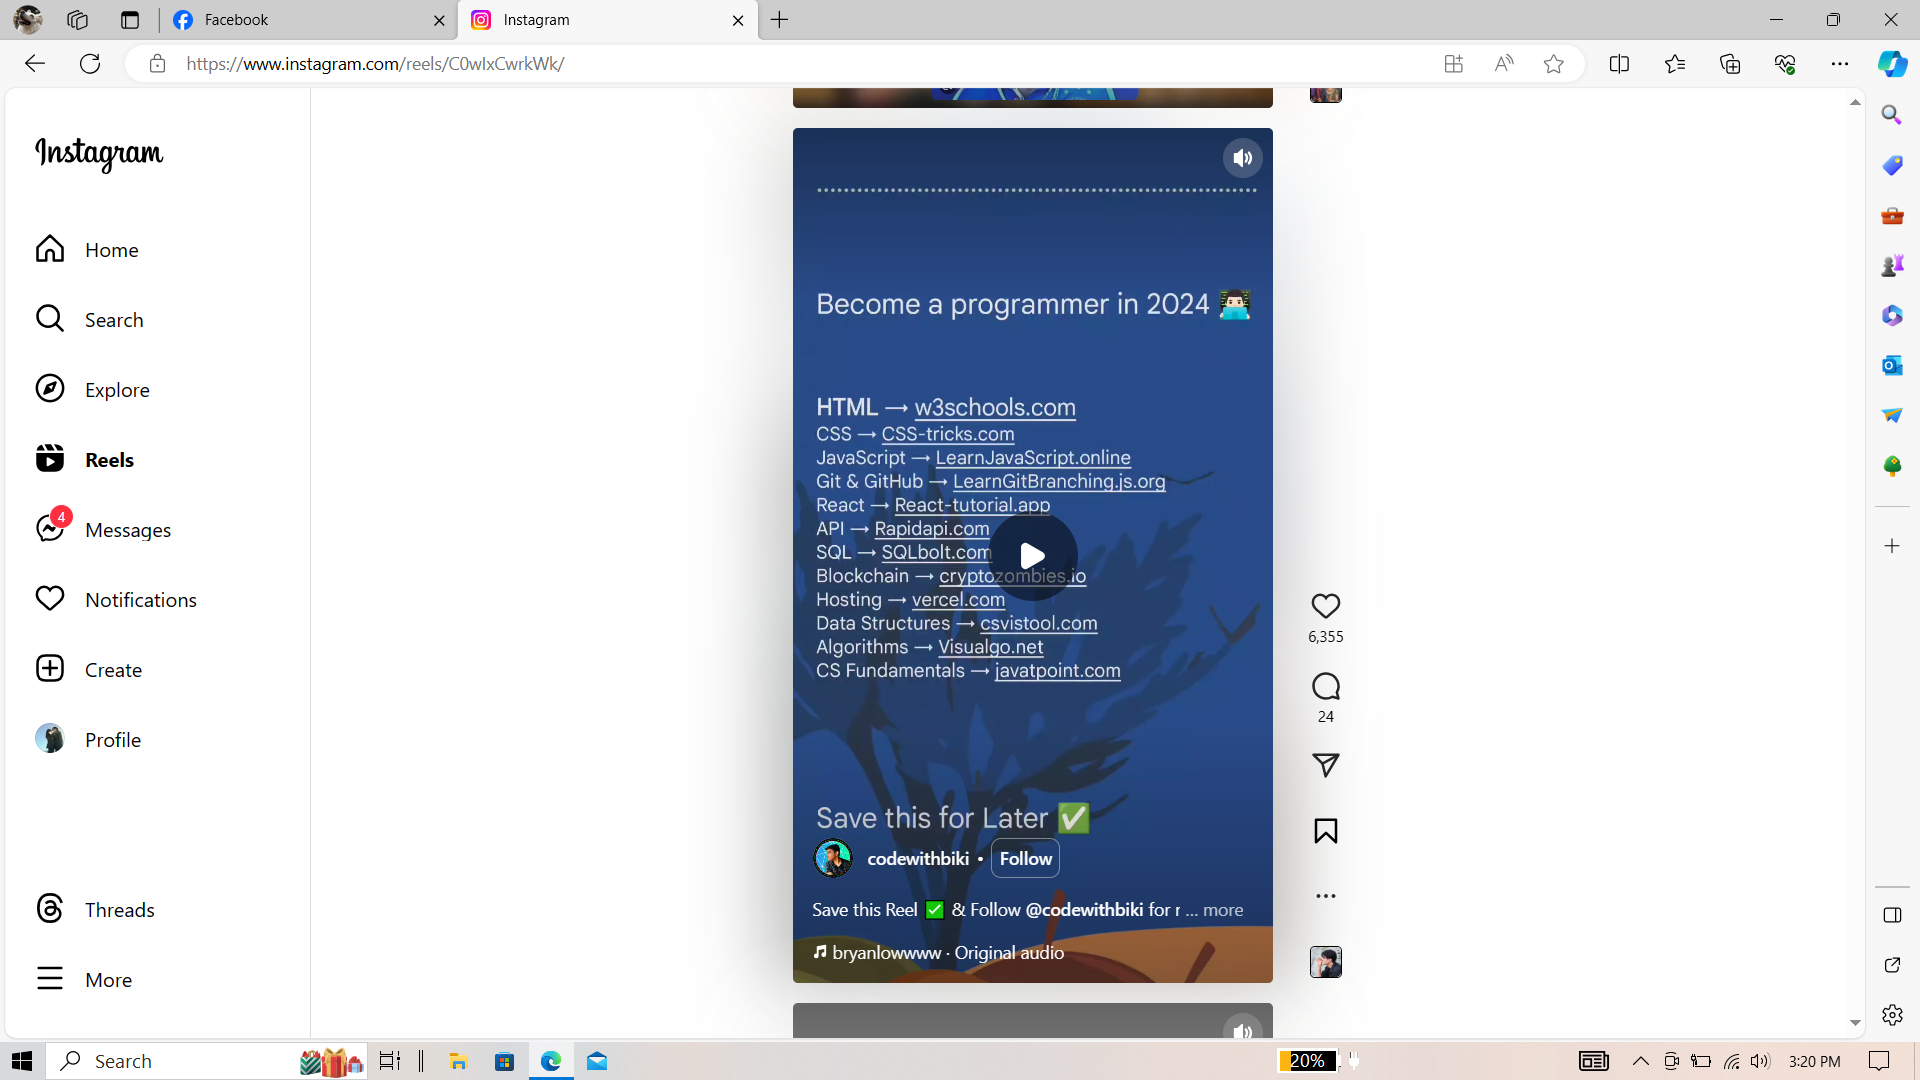 Facebook
Instagram
https://www.instagram.com/reels/C0wIxCwrkWk/
Instagram
Home
Search
Explore
Reels
4
Messages
Notifications
Create
Profile
Threads
More
Become a programmer in 2024 👨🏻‍💻
HTML → w3schools.com
CSS → CSS-tricks.com
JavaScript → LearnJavaScript.online
Git & GitHub → LearnGitBranching.js.org
React → React-tutorial.app
API → Rapidapi.com
SQL → SQLbolt.com
Blockchain → cryptozombies.io
Hosting → vercel.com
Data Structures → csvistool.com
Algorithms → Visualgo.net
CS Fundamentals → javatpoint.com
Save this for Later ✅
codewithbiki • Follow
Save this Reel ✅ & Follow @codewithbiki for r ... more
bryanlowwww · Original audio
6,355
24
Search
20%
3:20 PM